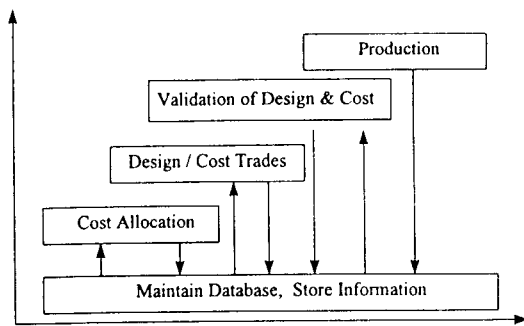 Production
Validation of Design & Cost
Design / Cost Trades
Cost Allocation
Maintain Database, Store Information